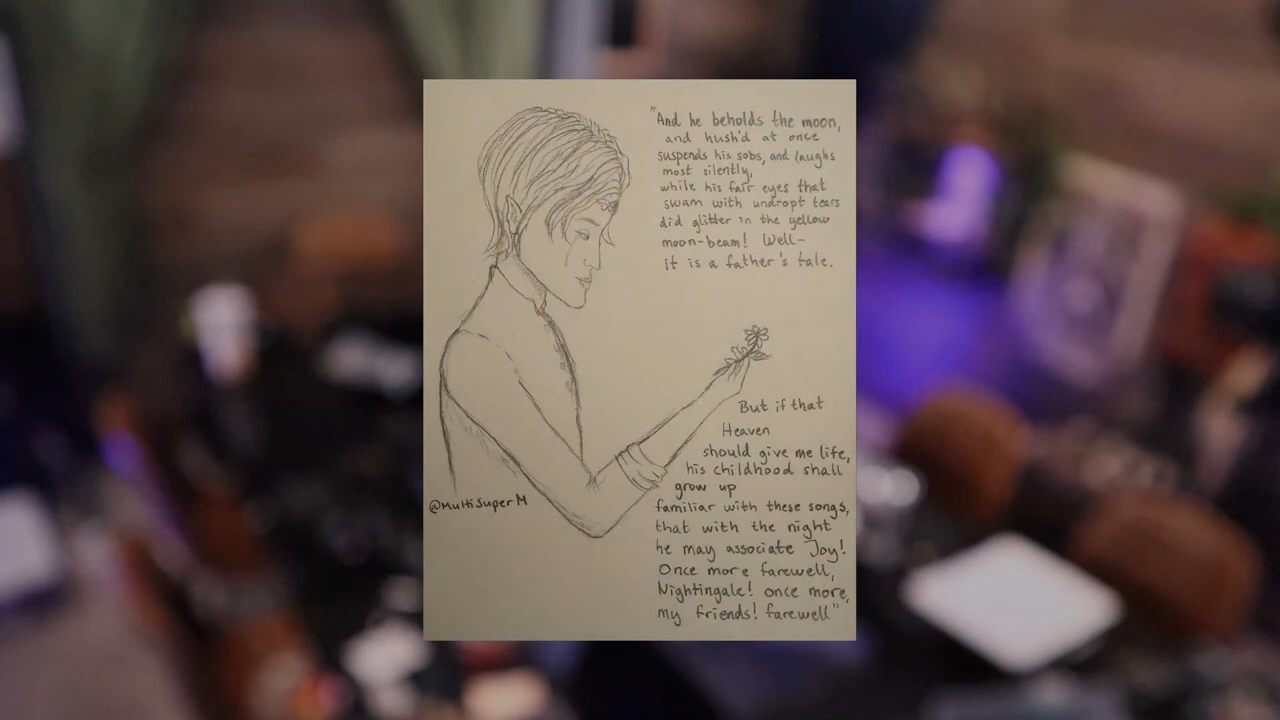 "And he beholds the moon,
and hush'd at once
suspends his sobs, and laughs
most silently,
while his fair eyes that
swam with undropt tears
did glitter in the yellow
moon-beam! Well-
it is a father's tale.
But if that
Heaven
should give me life,
his childhood shall
grow up
familiar with these songs,
that with the night
he may associate Joy!
Once more farewell,
Nightingale! once more,
my friends! farewell"
@MultiSuperM